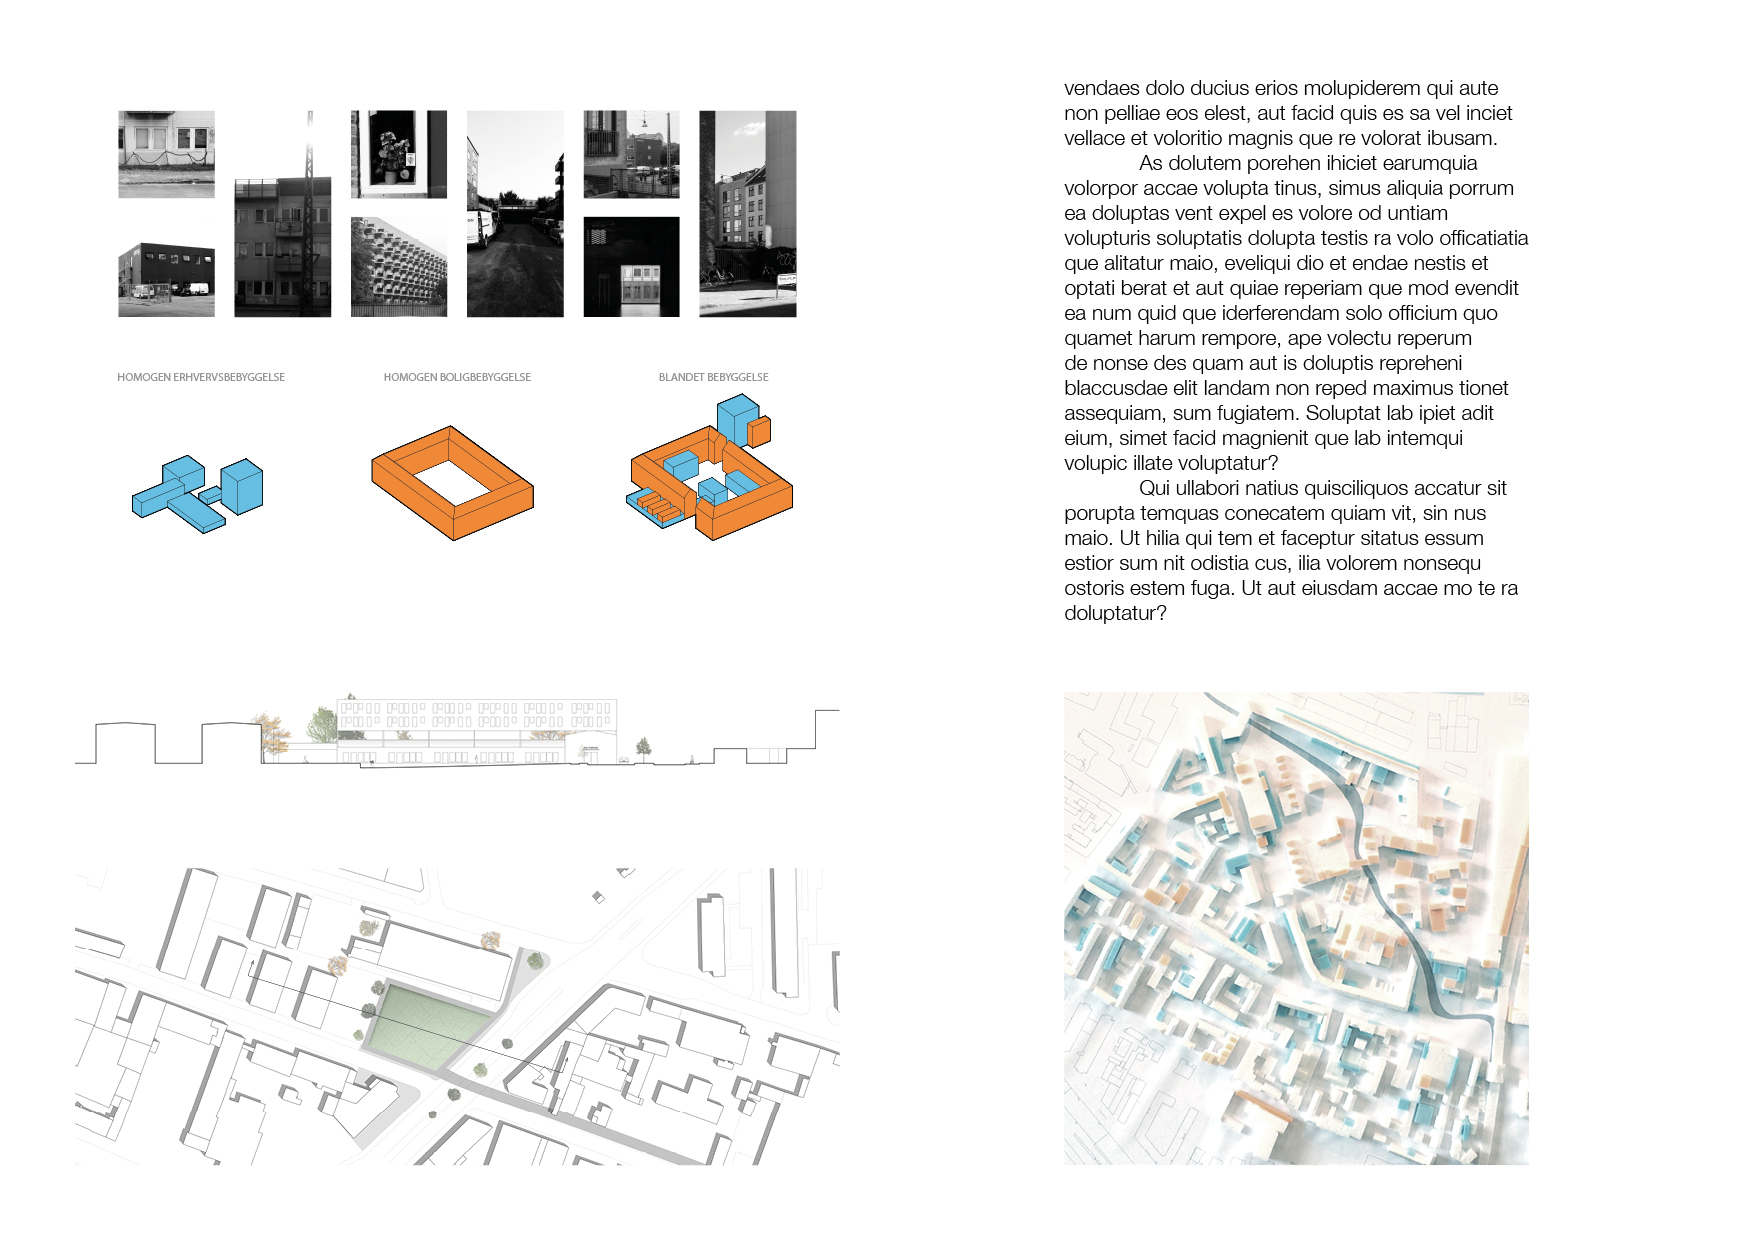 HOMOGEN ERHVERVSBEBYGGELSE
HOMOGEN BOLIGBEBYGGELSE
BLANDET BEBYGGELSE
vendaes dolo ducius erios molupiderem qui aute
non pelliae eos elest, aut facid quis es sa vel inciet
vellace et voloritio magnis que re volorat ibusam.
As dolutem porehen ihiciet earumquia
volorpor accae volupta tinus, simus aliquia porrum
ea doluptas vent expel es volore od untiam
volupturis soluptatis dolupta testis ra volo officatiatia
que alitatur maio, eveliqui dio et endae nestis et
optati berat et aut quiae reperiam que mod evendit
ea num quid que iderferendam solo officium quo
quamet harum rempore, ape volectu reperum
de nonse des quam aut is doluptis repreheni
blaccusdae elit landam non reped maximus tionet
assequiam, sum fugiatem. Soluptat lab ipiet adit
eium, simet facid magnienit que lab intemqui
volupic illate voluptatur?
Qui ullabori natius quisciliquos accatur sit
porupta temquas conecatem quiam vit, sin nus
maio. Ut hilia qui tem et faceptur sitatus essum
estior sum nit odistia cus, ilia volorem nonsequ
ostoris estem fuga. Ut aut eiusdam accae mo te ra
doluptatur?